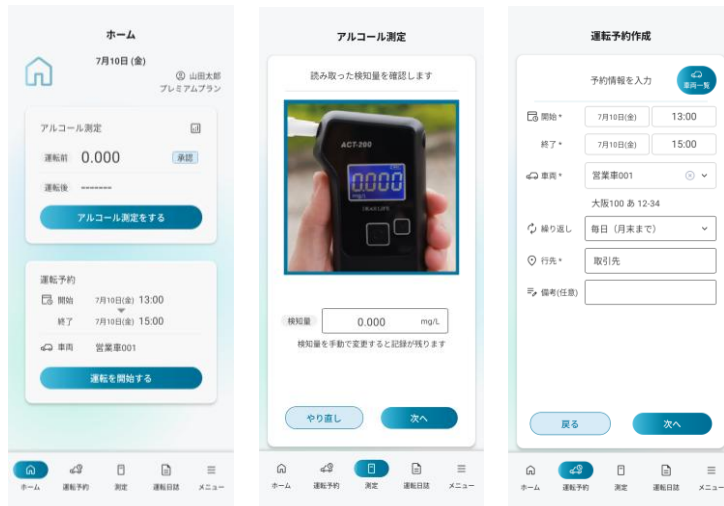 ホーム
7月10日 (金)
山田太郎
プレミアムプラン
アルコール測定
運転前 0.000 承認
運転後 -------
アルコール測定をする
運転予約
開始 7月10日(金) 13:00
終了 7月10日(金) 15:00
車両 営業車001
運転を開始する
ホーム 運転予約 測定 運転日誌 メニュー
アルコール測定
読み取った検知量を確認します
ACT-200
0.000
mg/L
検知量 0.000 mg/L
検知量を手動で変更すると記録が残ります
やり直し 次へ
ホーム 運転予約 測定 運転日誌 メニュー
運転予約作成
予約情報を入力 車両一覧
開始* 7月10日(金) 13:00
終了* 7月10日(金) 15:00
車両* 営業車001
大阪100 あ 12-34
繰り返し 毎日（月末まで）
行先* 取引先
備考(任意)
戻る 次へ
ホーム 運転予約 測定 運転日誌 メニュー